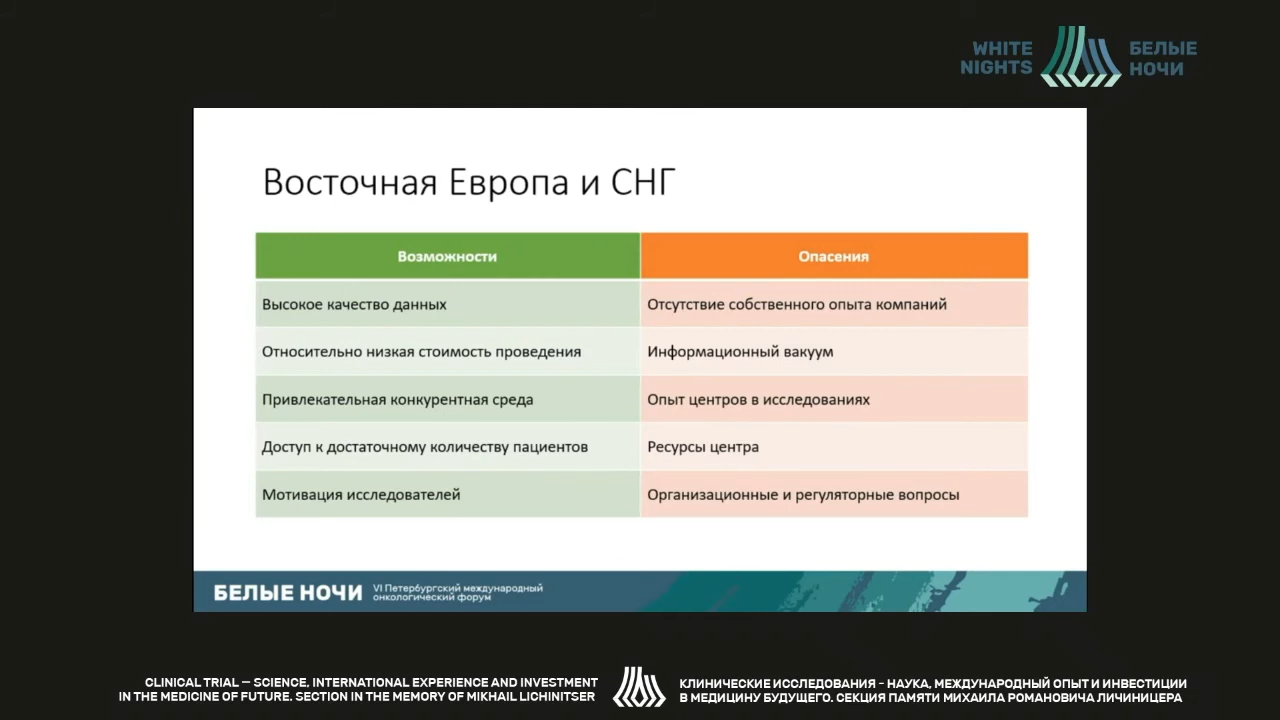 WHITE
NIGHTS
БЕЛЫЕ
НОЧИ
Восточная Европа и СНГ
Возможности
Опасения
Высокое качество данных
Отсутствие собственного опыта компаний
Относительно низкая стоимость проведения
Информационный вакуум
Привлекательная конкурентная среда
Опыт центров в исследованиях
Доступ к достаточному количеству пациентов
Ресурсы центра
Мотивация исследователей
Организационные и регуляторные вопросы
БЕЛЫЕ НОЧИ
VI Петербургский международный
онкологический форум
CLINICAL TRIAL – SCIENCE, INTERNATIONAL EXPERIENCE AND INVESTMENT
IN THE MEDICINE OF FUTURE. SECTION IN THE MEMORY OF MIKHAIL LICHINITSER
КЛИНИЧЕСКИЕ ИССЛЕДОВАНИЯ - НАУКА, МЕЖДУНАРОДНЫЙ ОПЫТ И ИНВЕСТИЦИИ
В МЕДИЦИНУ БУДУЩЕГО. СЕКЦИЯ ПАМЯТИ МИХАИЛА РОМАНОВИЧА ЛИЧИНИЦЕРА